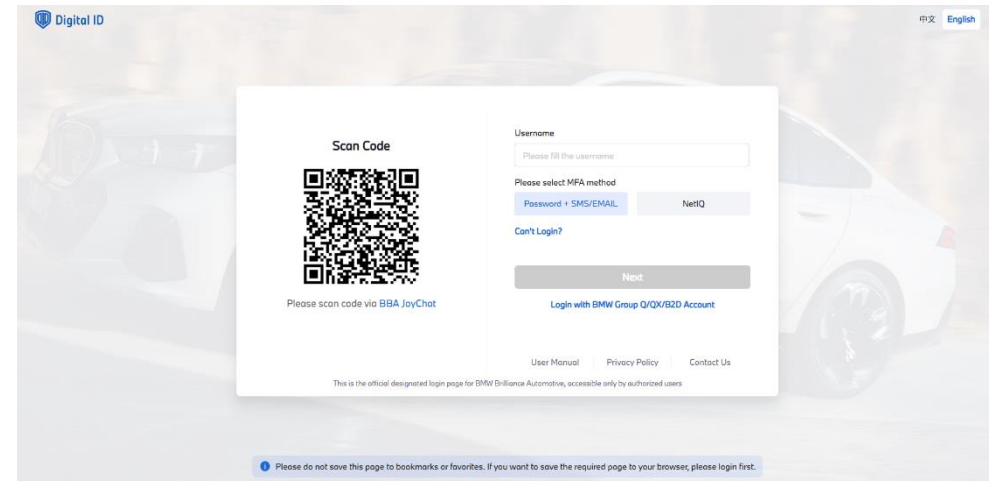 Digital ID
中文 English
Scan Code
Please scan code via BBA JoyChat
Username
Please fill the username
Please select MFA method
Password + SMS/EMAIL NetIQ
Can't Login?
Next
Login with BMW Group Q/QX/B2D Account
User Manual Privacy Policy Contact Us
This is the official designated login page for BMW Brilliance Automotive, accessible only by authorized users
Please do not save this page to bookmarks or favorites. If you want to save the required page to your browser, please login first.